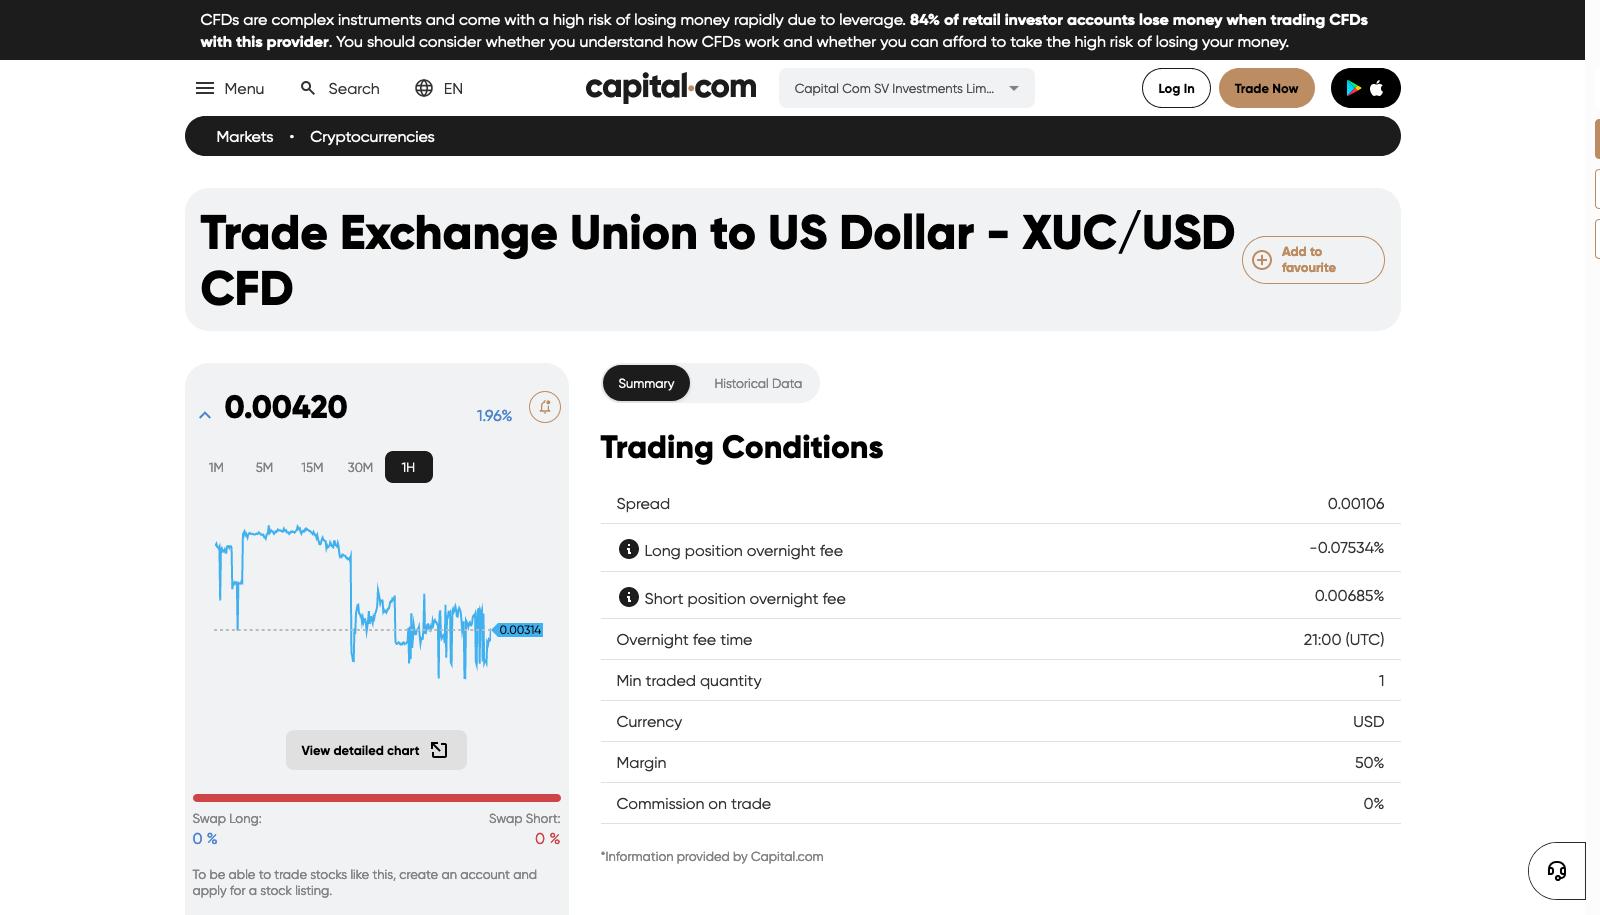 CFDs are complex instruments and come with a high risk of losing money rapidly due to leverage. 84% of retail investor accounts lose money when trading CFDs
with this provider. You should consider whether you understand how CFDs work and whether you can afford to take the high risk of losing your money.
Menu Search EN capital.com Capital Com SV Investments Lim... Log In Trade Now
Markets • Cryptocurrencies
Trade Exchange Union to US Dollar - XUC/USD
CFD
Add to
favourite
0.00420 1.96%
1M 5M 15M 30M 1H
0.00314
View detailed chart
Swap Long: Swap Short:
0 % 0 %
To be able to trade stocks like this, create an account and
apply for a stock listing.
Summary Historical Data
Trading Conditions
Spread 0.00106
Long position overnight fee -0.07534%
Short position overnight fee 0.00685%
Overnight fee time 21:00 (UTC)
Min traded quantity 1
Currency USD
Margin 50%
Commission on trade 0%
*Information provided by Capital.com